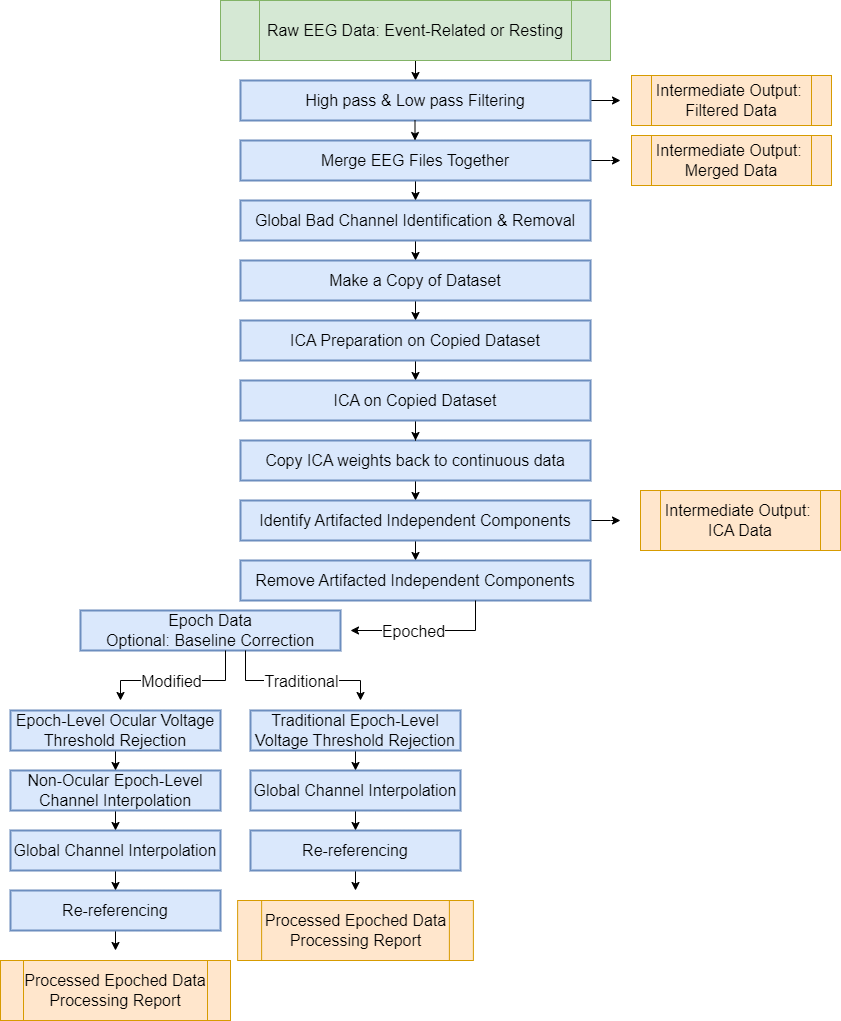 Raw EEG Data: Event-Related or Resting
High pass & Low pass Filtering
Intermediate Output:
Filtered Data
Merge EEG Files Together
Intermediate Output:
Merged Data
Global Bad Channel Identification & Removal
Make a Copy of Dataset
ICA Preparation on Copied Dataset
ICA on Copied Dataset
Copy ICA weights back to continuous data
Identify Artifacted Independent Components
Intermediate Output:
ICA Data
Remove Artifacted Independent Components
Epoched
Epoch Data
Optional: Baseline Correction
Modified
Traditional
Epoch-Level Ocular Voltage
Threshold Rejection
Non-Ocular Epoch-Level
Channel Interpolation
Global Channel Interpolation
Re-referencing
Processed Epoched Data
Processing Report
Traditional Epoch-Level
Voltage Threshold Rejection
Global Channel Interpolation
Re-referencing
Processed Epoched Data
Processing Report